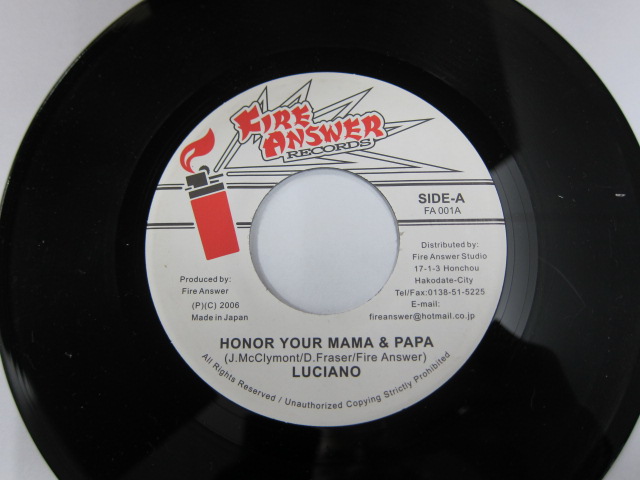 FIRE
ANSWER
RECORDS
SIDE-A
FA 001A
Distributed by:
Fire Answer Studio
17-1-3 Honchou
Hakodate-City
Tel/Fax:0138-51-5225
E-mail:
fireanswer@hotmail.co.jp
Produced by:
Fire Answer
(P)(C) 2006
Made in Japan
HONOR YOUR MAMA & PAPA
(J.McClymont/D.Fraser/Fire Answer)
LUCIANO
All Rights Reserved / Unauthorized Copying Strictly Prohibited